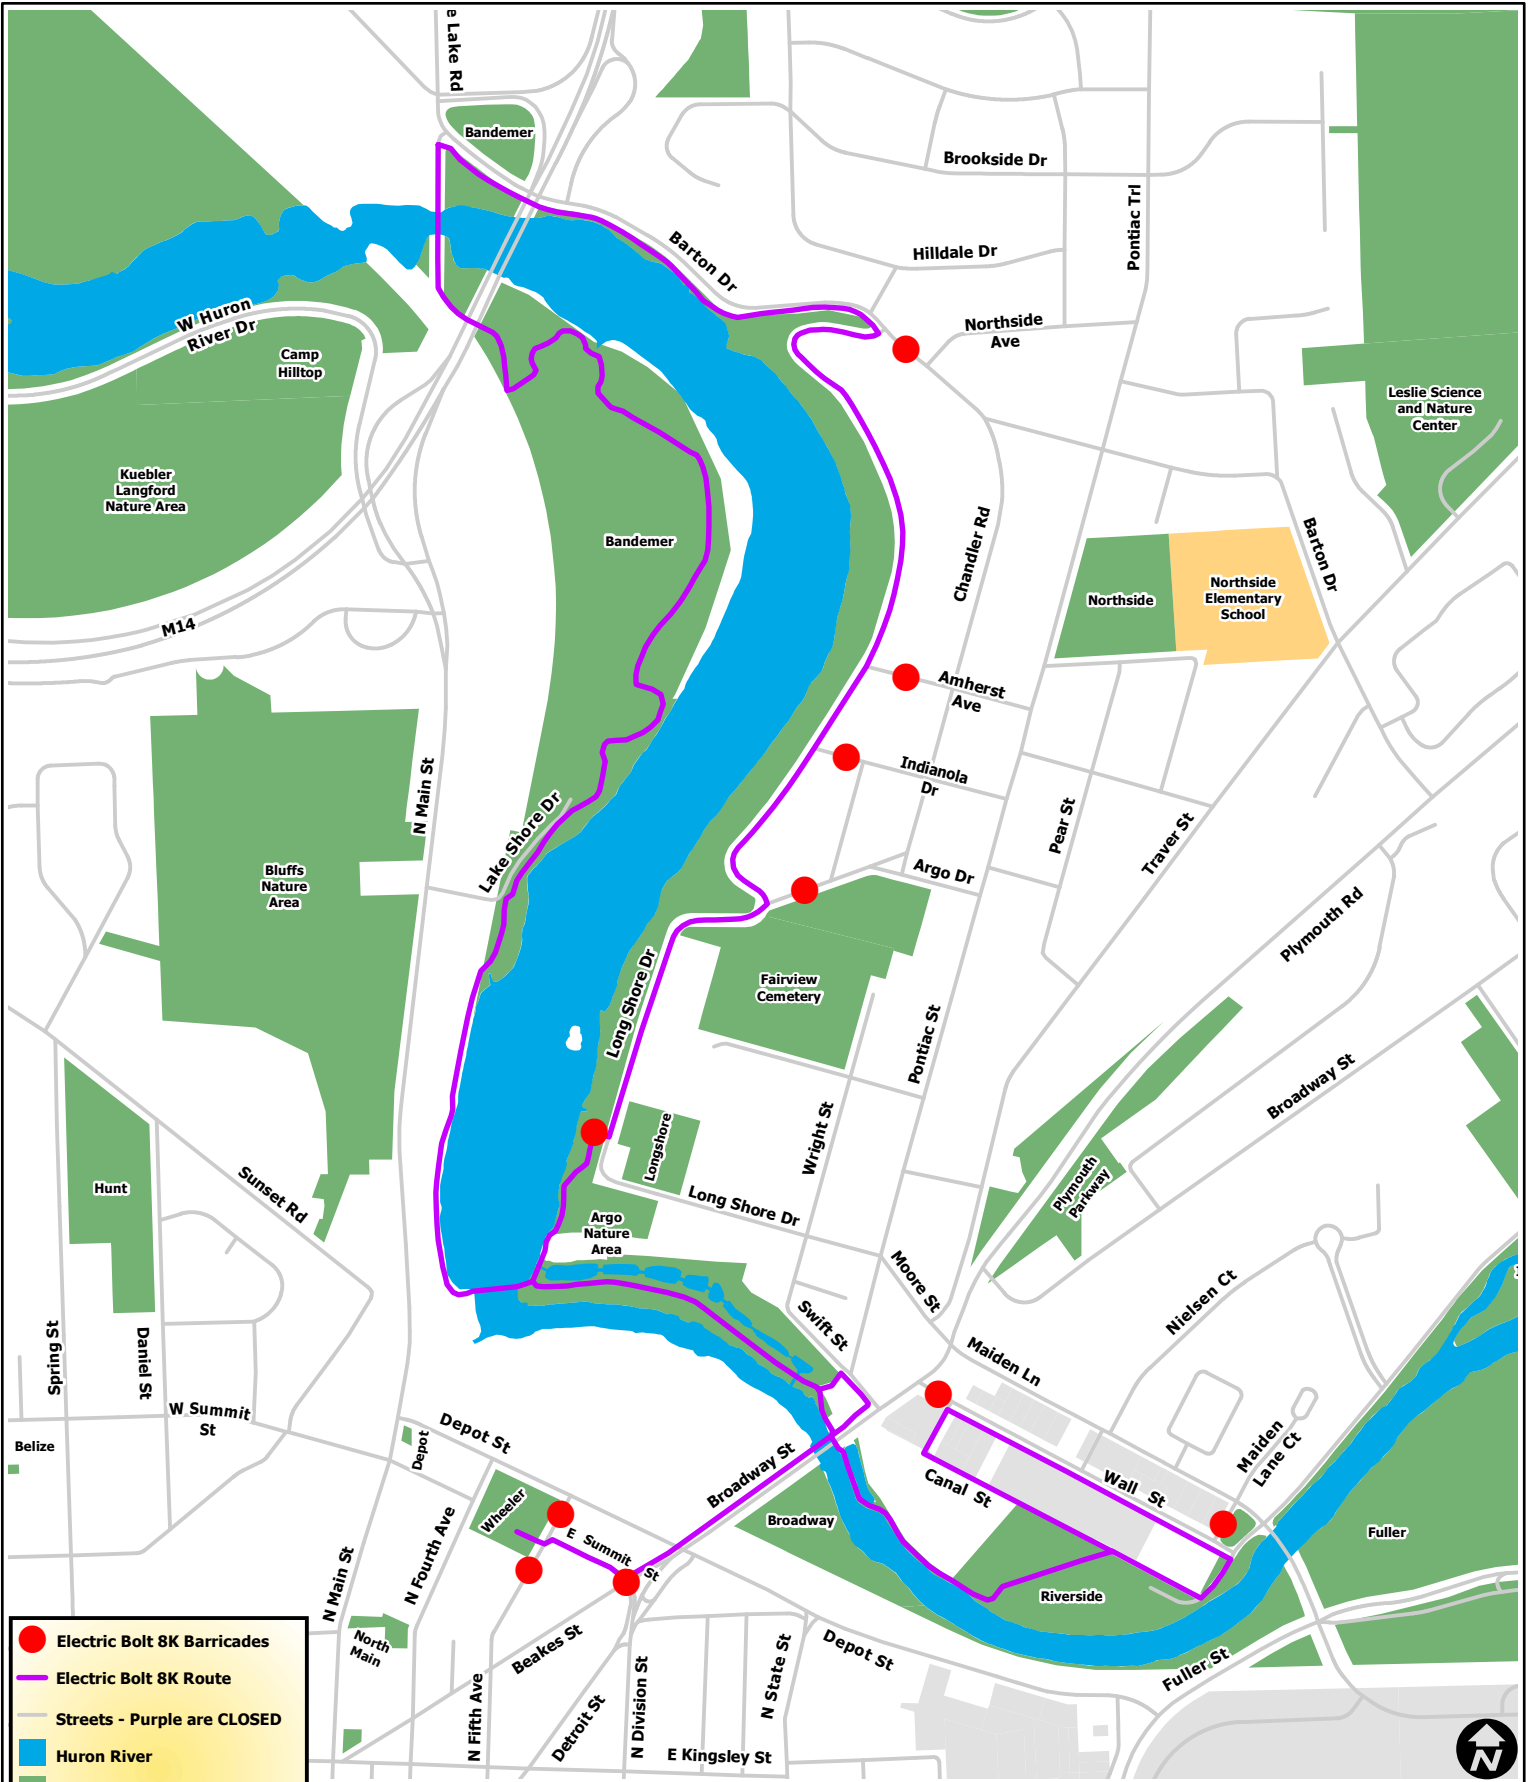 e Lake Rd
Bandemer
Brookside Dr
Pontiac Trl
Barton Dr
Hilldale Dr
W Huron
River Dr
Northside
Ave
Camp
Hilltop
Leslie Science
and Nature
Center
Kuebler
Langford
Nature Area
Bandemer
Chandler Rd
Barton Dr
Northside
Northside
Elementary
School
M14
Amherst
Ave
N Main St
Indianola
Dr
Lake Shore Dr
Pear St
Traver St
Bluffs
Nature
Area
Argo Dr
Plymouth Rd
Fairview
Cemetery
Long Shore Dr
Pontiac St
Broadway St
Wright St
Longshore
Hunt
Sunset Rd
Plymouth
Parkway
Long Shore Dr
Argo
Nature
Area
Moore St
Nielsen Ct
Swift St
Spring St
Daniel St
Maiden Ln
W Summit
St
Depot St
Depot
Belize
Maiden
Lane Ct
Broadway St
Canal St
Wall St
Wheeler
Broadway
Fuller
E Summit St
N Fourth Ave
N Main St
Riverside
North
Main
Beakes St
Depot St
Fuller St
N Fifth Ave
Detroit St
N Division St
N State St
E Kingsley St
Electric Bolt 8K Barricades
Electric Bolt 8K Route
Streets - Purple are CLOSED
Huron River
N